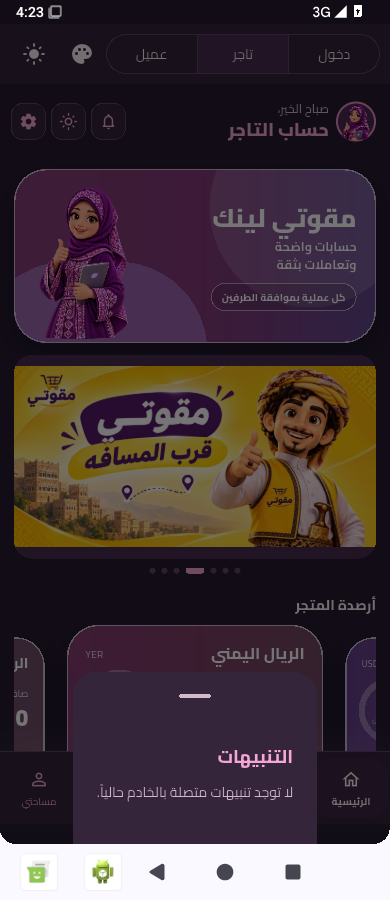 4:23
3G
دخول
تاجر
عميل
صباح الخير،
حساب التاجر
مقوتي لينك
حسابات واضحة
وتعاملات بثقة
كل عملية بموافقة الطرفين
مقوتي
مقوتي
قرب المسافه
مقوتي
أرصدة المتجر
الريال اليمني
YER
USD
صاف
0
التنبيهات
لا توجد تنبيهات متصلة بالخادم حالياً.
الرئيسية
مساحتي